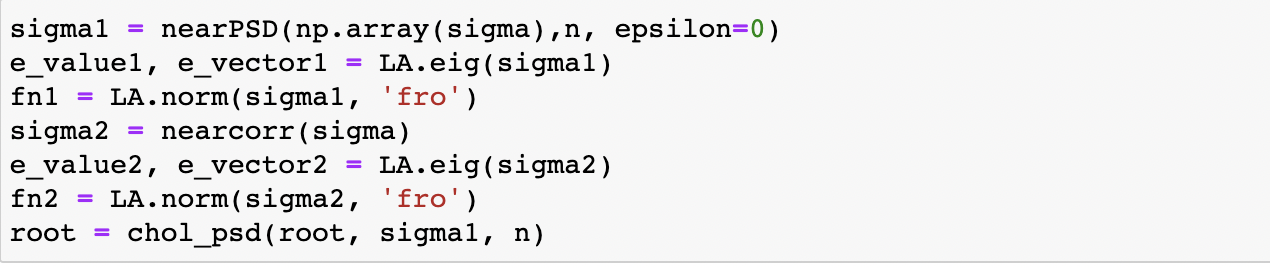 sigma1 = nearPSD(np.array(sigma),n, epsilon=0)
e_value1, e_vector1 = LA.eig(sigma1)
fn1 = LA.norm(sigma1, 'fro')
sigma2 = nearcorr(sigma)
e_value2, e_vector2 = LA.eig(sigma2)
fn2 = LA.norm(sigma2, 'fro')
root = chol_psd(root, sigma1, n)